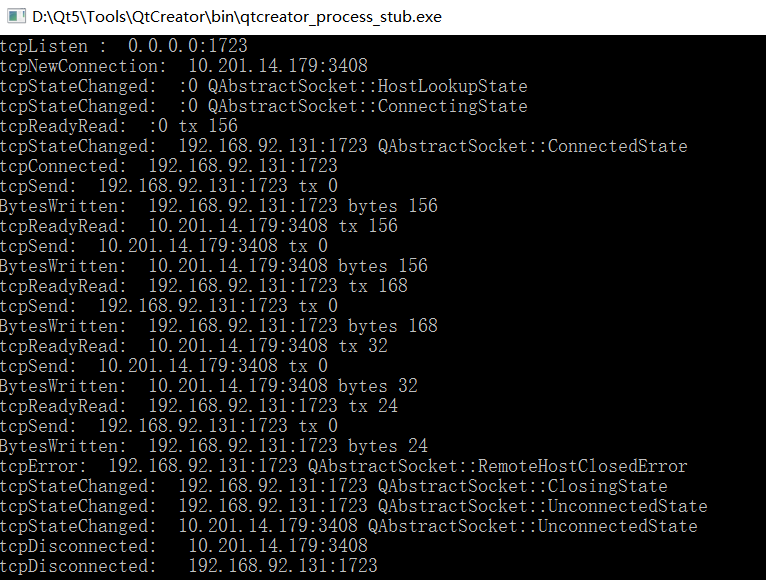 D:\Qt5\Tools\QtCreator\bin\qtcreator_process_stub.exe
tcpListen :  0.0.0.0:1723
tcpNewConnection:  10.201.14.179:3408
tcpStateChanged:  :0 QAbstractSocket::HostLookupState
tcpStateChanged:  :0 QAbstractSocket::ConnectingState
tcpReadyRead:  :0 tx 156
tcpStateChanged:  192.168.92.131:1723 QAbstractSocket::ConnectedState
tcpConnected:  192.168.92.131:1723
tcpSend:  192.168.92.131:1723 tx 0
BytesWritten:  192.168.92.131:1723 bytes 156
tcpReadyRead:  10.201.14.179:3408 tx 156
tcpSend:  10.201.14.179:3408 tx 0
BytesWritten:  10.201.14.179:3408 bytes 156
tcpReadyRead:  192.168.92.131:1723 tx 168
tcpSend:  192.168.92.131:1723 tx 0
BytesWritten:  192.168.92.131:1723 bytes 168
tcpReadyRead:  10.201.14.179:3408 tx 32
tcpSend:  10.201.14.179:3408 tx 0
BytesWritten:  10.201.14.179:3408 bytes 32
tcpReadyRead:  192.168.92.131:1723 tx 24
tcpSend:  192.168.92.131:1723 tx 0
BytesWritten:  192.168.92.131:1723 bytes 24
tcpError:  192.168.92.131:1723 QAbstractSocket::RemoteHostClosedError
tcpStateChanged:  192.168.92.131:1723 QAbstractSocket::ClosingState
tcpStateChanged:  192.168.92.131:1723 QAbstractSocket::UnconnectedState
tcpStateChanged:  10.201.14.179:3408 QAbstractSocket::UnconnectedState
tcpDisconnected:   10.201.14.179:3408
tcpDisconnected:   192.168.92.131:1723